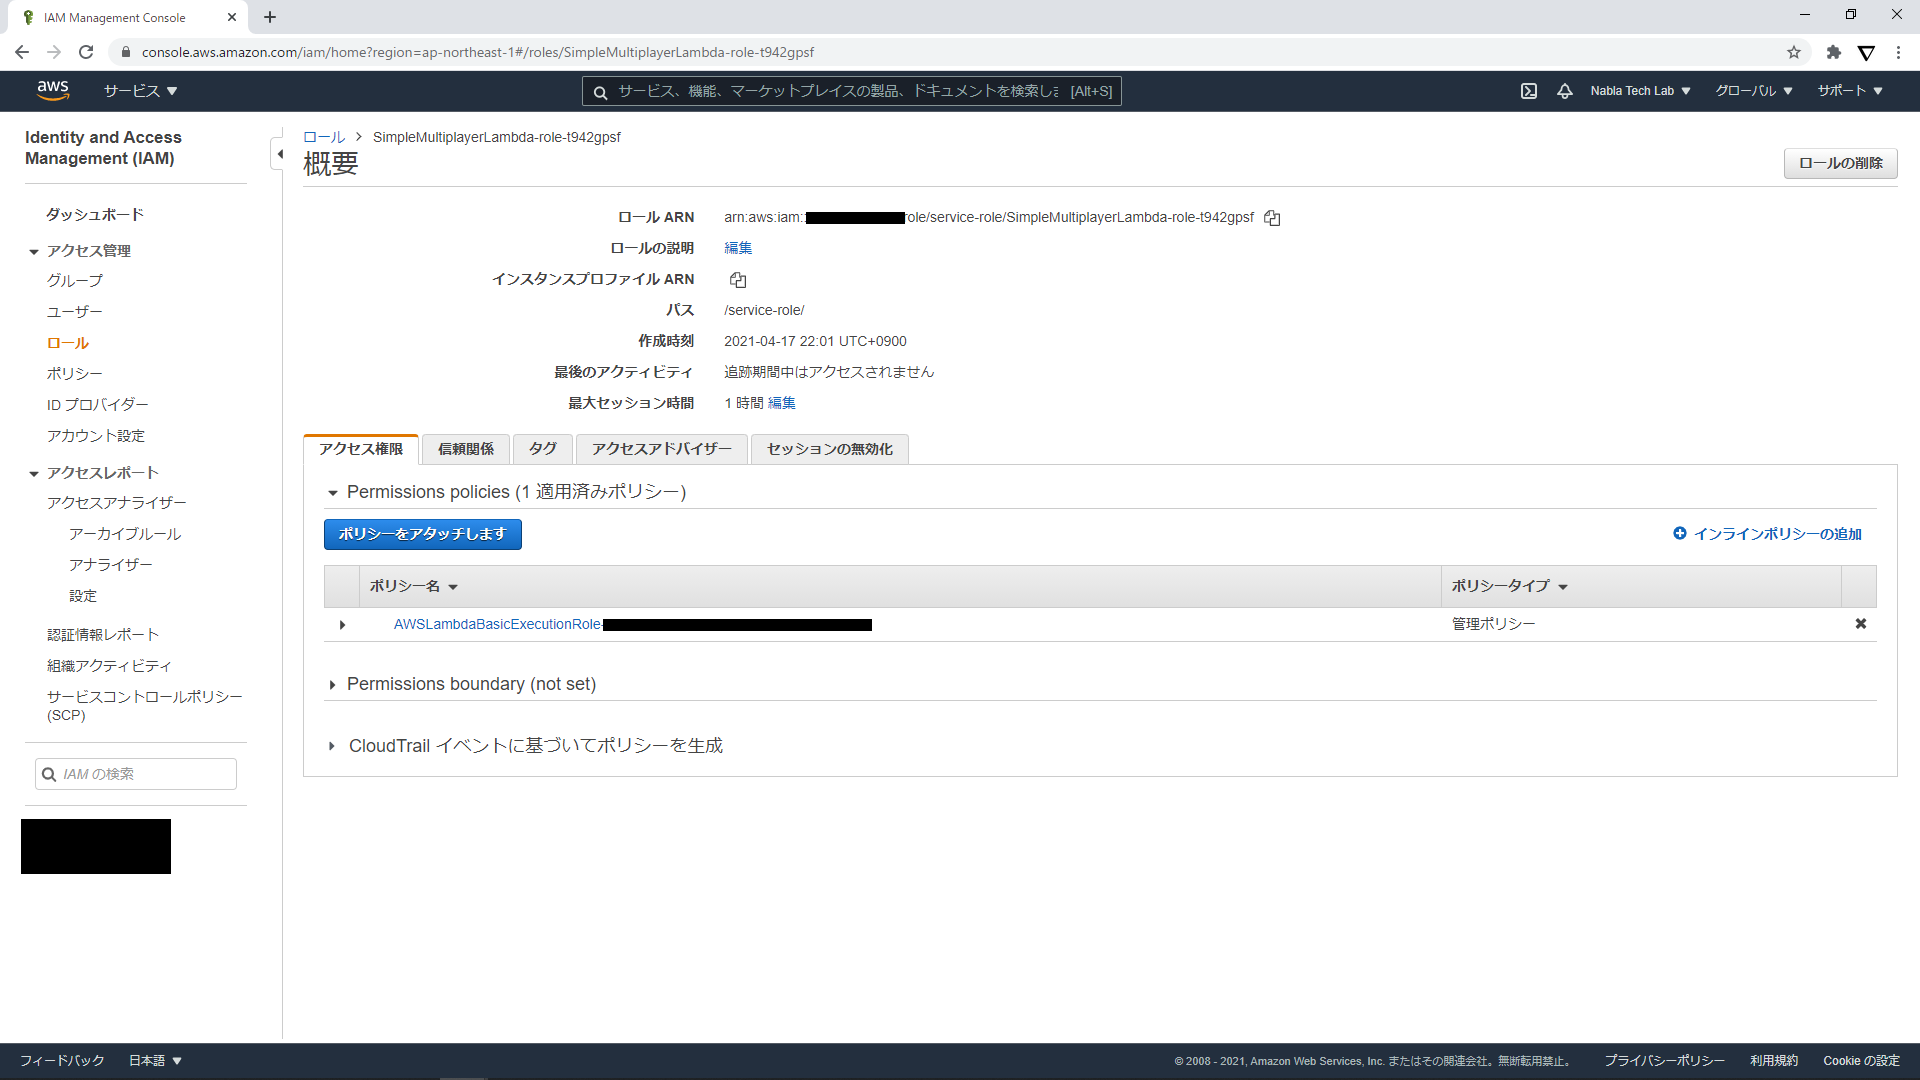 IAM Management Console
console.aws.amazon.com/iam/home?region=ap-northeast-1#/roles/SimpleMultiplayerLambda-role-t942gpsf
aws サービス サービス、機能、マーケットプレイスの製品、ドキュメントを検索しま [Alt+S] Nabla Tech Lab グローバル サポート
Identity and Access
Management (IAM)
ダッシュボード
アクセス管理
グループ
ユーザー
ロール
ポリシー
ID プロバイダー
アカウント設定
アクセスレポート
アクセスアナライザー
アーカイブルール
アナライザー
設定
認証情報レポート
組織アクティビティ
サービスコントロールポリシー
(SCP)
IAM の検索
ロール > SimpleMultiplayerLambda-role-t942gpsf
概要
ロールの削除
ロール ARN arn:aws:iam: role/service-role/SimpleMultiplayerLambda-role-t942gpsf
ロールの説明 編集
インスタンスプロファイル ARN
パス /service-role/
作成時刻 2021-04-17 22:01 UTC+0900
最後のアクティビティ 追跡期間中はアクセスされません
最大セッション時間 1 時間 編集
アクセス権限 信頼関係 タグ アクセスアドバイザー セッションの無効化
Permissions policies (1 適用済みポリシー)
ポリシーをアタッチします インラインポリシーの追加
ポリシー名 ポリシータイプ
AWSLambdaBasicExecutionRole- 管理ポリシー
Permissions boundary (not set)
CloudTrail イベントに基づいてポリシーを生成
フィードバック 日本語 © 2008 - 2021, Amazon Web Services, Inc. またはその関連会社。無断転用禁止。 プライバシーポリシー 利用規約 Cookie の設定